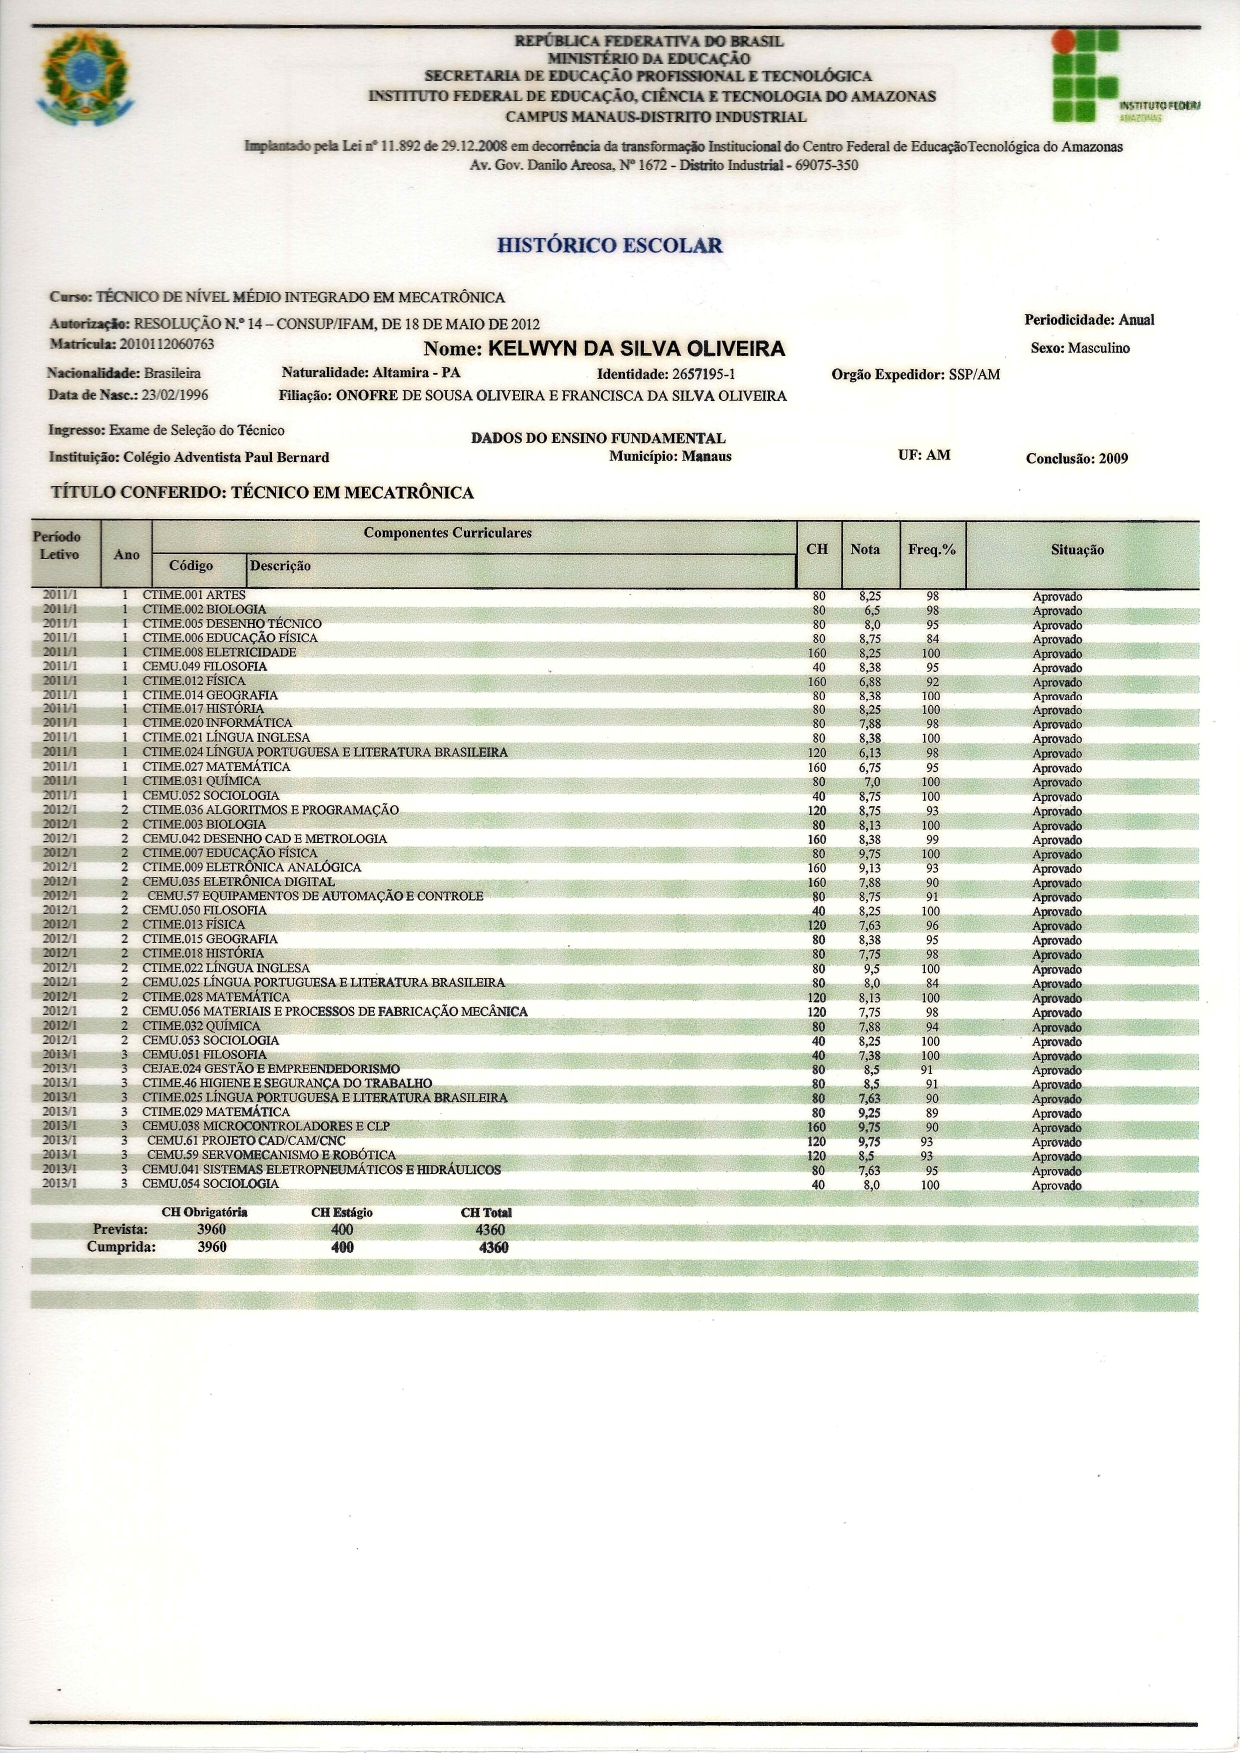 REPÚBLICA FEDERATIVA DO BRASIL
MINISTÉRIO DA EDUCAÇÃO
SECRETARIA DE EDUCAÇÃO PROFISSIONAL E TECNOLÓGICA
INSTITUTO FEDERAL DE EDUCAÇÃO, CIÊNCIA E TECNOLOGIA DO AMAZONAS
CAMPUS MANAUS-DISTRITO INDUSTRIAL
INSTITUTO FEDERA
AMAZONAS
Implantado pela Lei nº 11.892 de 29.12.2008 em decorrência da transformação Institucional do Centro Federal de EducaçãoTecnológica do Amazonas
Av. Gov. Danilo Areosa, Nº 1672 - Distrito Industrial - 69075-350
HISTÓRICO ESCOLAR
Curso: TÉCNICO DE NÍVEL MÉDIO INTEGRADO EM MECATRÔNICA
Autorização: RESOLUÇÃO N.º 14 – CONSUP/IFAM, DE 18 DE MAIO DE 2012 Periodicidade: Anual
Matrícula: 2010112060763 Nome: KELWYN DA SILVA OLIVEIRA Sexo: Masculino
Nacionalidade: Brasileira Naturalidade: Altamira - PA Identidade: 2657195-1 Orgão Expedidor: SSP/AM
Data de Nasc.: 23/02/1996 Filiação: ONOFRE DE SOUSA OLIVEIRA E FRANCISCA DA SILVA OLIVEIRA
Ingresso: Exame de Seleção do Técnico
DADOS DO ENSINO FUNDAMENTAL
Instituição: Colégio Adventista Paul Bernard Município: Manaus UF: AM Conclusão: 2009
TÍTULO CONFERIDO: TÉCNICO EM MECATRÔNICA
Período Letivo Ano Componentes Curriculares CH Nota Freq.% Situação
Código Descrição
2011/1 1 CTIME.001 ARTES 80 8,25 98 Aprovado
2011/1 1 CTIME.002 BIOLOGIA 80 6,5 98 Aprovado
2011/1 1 CTIME.005 DESENHO TÉCNICO 80 8,0 95 Aprovado
2011/1 1 CTIME.006 EDUCAÇÃO FÍSICA 80 8,75 84 Aprovado
2011/1 1 CTIME.008 ELETRICIDADE 160 8,25 100 Aprovado
2011/1 1 CEMU.049 FILOSOFIA 40 8,38 95 Aprovado
2011/1 1 CTIME.012 FÍSICA 160 6,88 92 Aprovado
2011/1 1 CTIME.014 GEOGRAFIA 80 8,38 100 Aprovado
2011/1 1 CTIME.017 HISTÓRIA 80 8,25 100 Aprovado
2011/1 1 CTIME.020 INFORMÁTICA 80 7,88 98 Aprovado
2011/1 1 CTIME.021 LÍNGUA INGLESA 80 8,38 100 Aprovado
2011/1 1 CTIME.024 LÍNGUA PORTUGUESA E LITERATURA BRASILEIRA 120 6,13 98 Aprovado
2011/1 1 CTIME.027 MATEMÁTICA 160 6,75 95 Aprovado
2011/1 1 CTIME.031 QUÍMICA 80 7,0 100 Aprovado
2011/1 1 CEMU.052 SOCIOLOGIA 40 8,75 100 Aprovado
2012/1 2 CTIME.036 ALGORITMOS E PROGRAMAÇÃO 120 8,75 93 Aprovado
2012/1 2 CTIME.003 BIOLOGIA 80 8,13 100 Aprovado
2012/1 2 CEMU.042 DESENHO CAD E METROLOGIA 160 8,38 99 Aprovado
2012/1 2 CTIME.007 EDUCAÇÃO FÍSICA 80 9,75 100 Aprovado
2012/1 2 CTIME.009 ELETRÔNICA ANALÓGICA 160 9,13 93 Aprovado
2012/1 2 CEMU.035 ELETRÔNICA DIGITAL 160 7,88 90 Aprovado
2012/1 2 CEMU.57 EQUIPAMENTOS DE AUTOMAÇÃO E CONTROLE 80 8,75 91 Aprovado
2012/1 2 CEMU.050 FILOSOFIA 40 8,25 100 Aprovado
2012/1 2 CTIME.013 FÍSICA 120 7,63 96 Aprovado
2012/1 2 CTIME.015 GEOGRAFIA 80 8,38 95 Aprovado
2012/1 2 CTIME.018 HISTÓRIA 80 7,75 98 Aprovado
2012/1 2 CTIME.022 LÍNGUA INGLESA 80 9,5 100 Aprovado
2012/1 2 CEMU.025 LÍNGUA PORTUGUESA E LITERATURA BRASILEIRA 80 8,0 84 Aprovado
2012/1 2 CTIME.028 MATEMÁTICA 120 8,13 100 Aprovado
2012/1 2 CEMU.056 MATERIAIS E PROCESSOS DE FABRICAÇÃO MECÂNICA 120 7,75 98 Aprovado
2012/1 2 CTIME.032 QUÍMICA 80 7,88 94 Aprovado
2012/1 2 CEMU.053 SOCIOLOGIA 40 8,25 100 Aprovado
2013/1 3 CEMU.051 FILOSOFIA 40 7,38 100 Aprovado
2013/1 3 CEJAE.024 GESTÃO E EMPREENDEDORISMO 80 8,5 91 Aprovado
2013/1 3 CTIME.46 HIGIENE E SEGURANÇA DO TRABALHO 80 8,5 91 Aprovado
2013/1 3 CTIME.025 LÍNGUA PORTUGUESA E LITERATURA BRASILEIRA 80 7,63 90 Aprovado
2013/1 3 CTIME.029 MATEMÁTICA 80 9,25 89 Aprovado
2013/1 3 CEMU.038 MICROCONTROLADORES E CLP 160 9,75 90 Aprovado
2013/1 3 CEMU.61 PROJETO CAD/CAM/CNC 120 9,75 93 Aprovado
2013/1 3 CEMU.59 SERVOMECANISMO E ROBÓTICA 120 8,5 93 Aprovado
2013/1 3 CEMU.041 SISTEMAS ELETROPNEUMÁTICOS E HIDRÁULICOS 80 7,63 95 Aprovado
2013/1 3 CEMU.054 SOCIOLOGIA 40 8,0 100 Aprovado
CH Obrigatória CH Estágio CH Total
Prevista: 3960 400 4360
Cumprida: 3960 400 4360